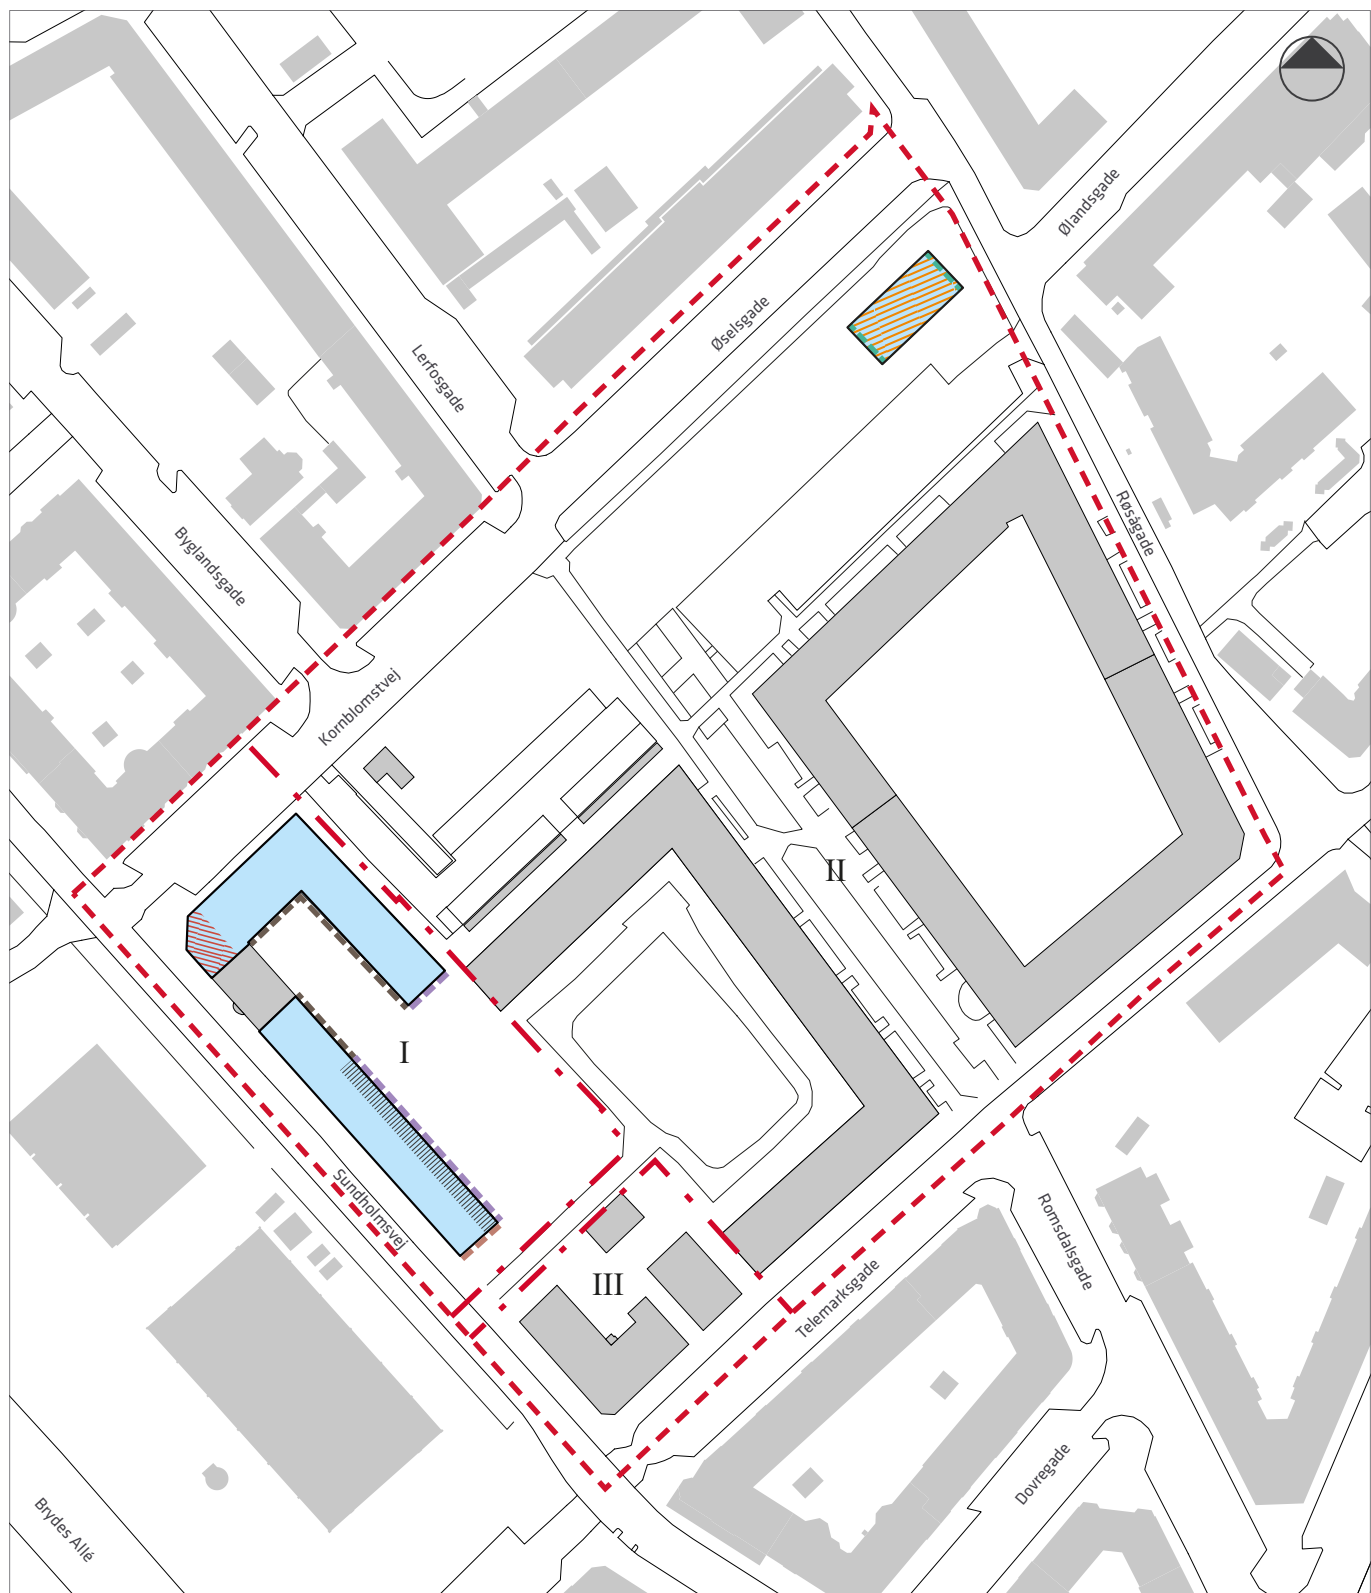 Ølandsgade
Øselsgade
Lerfosgade
Røsågade
Byglandsgade
Kornblomstvej
II
I
Sundholmsvej
Romsdalsgade
III
Telemarksgade
Dovregade
Brydes Allé